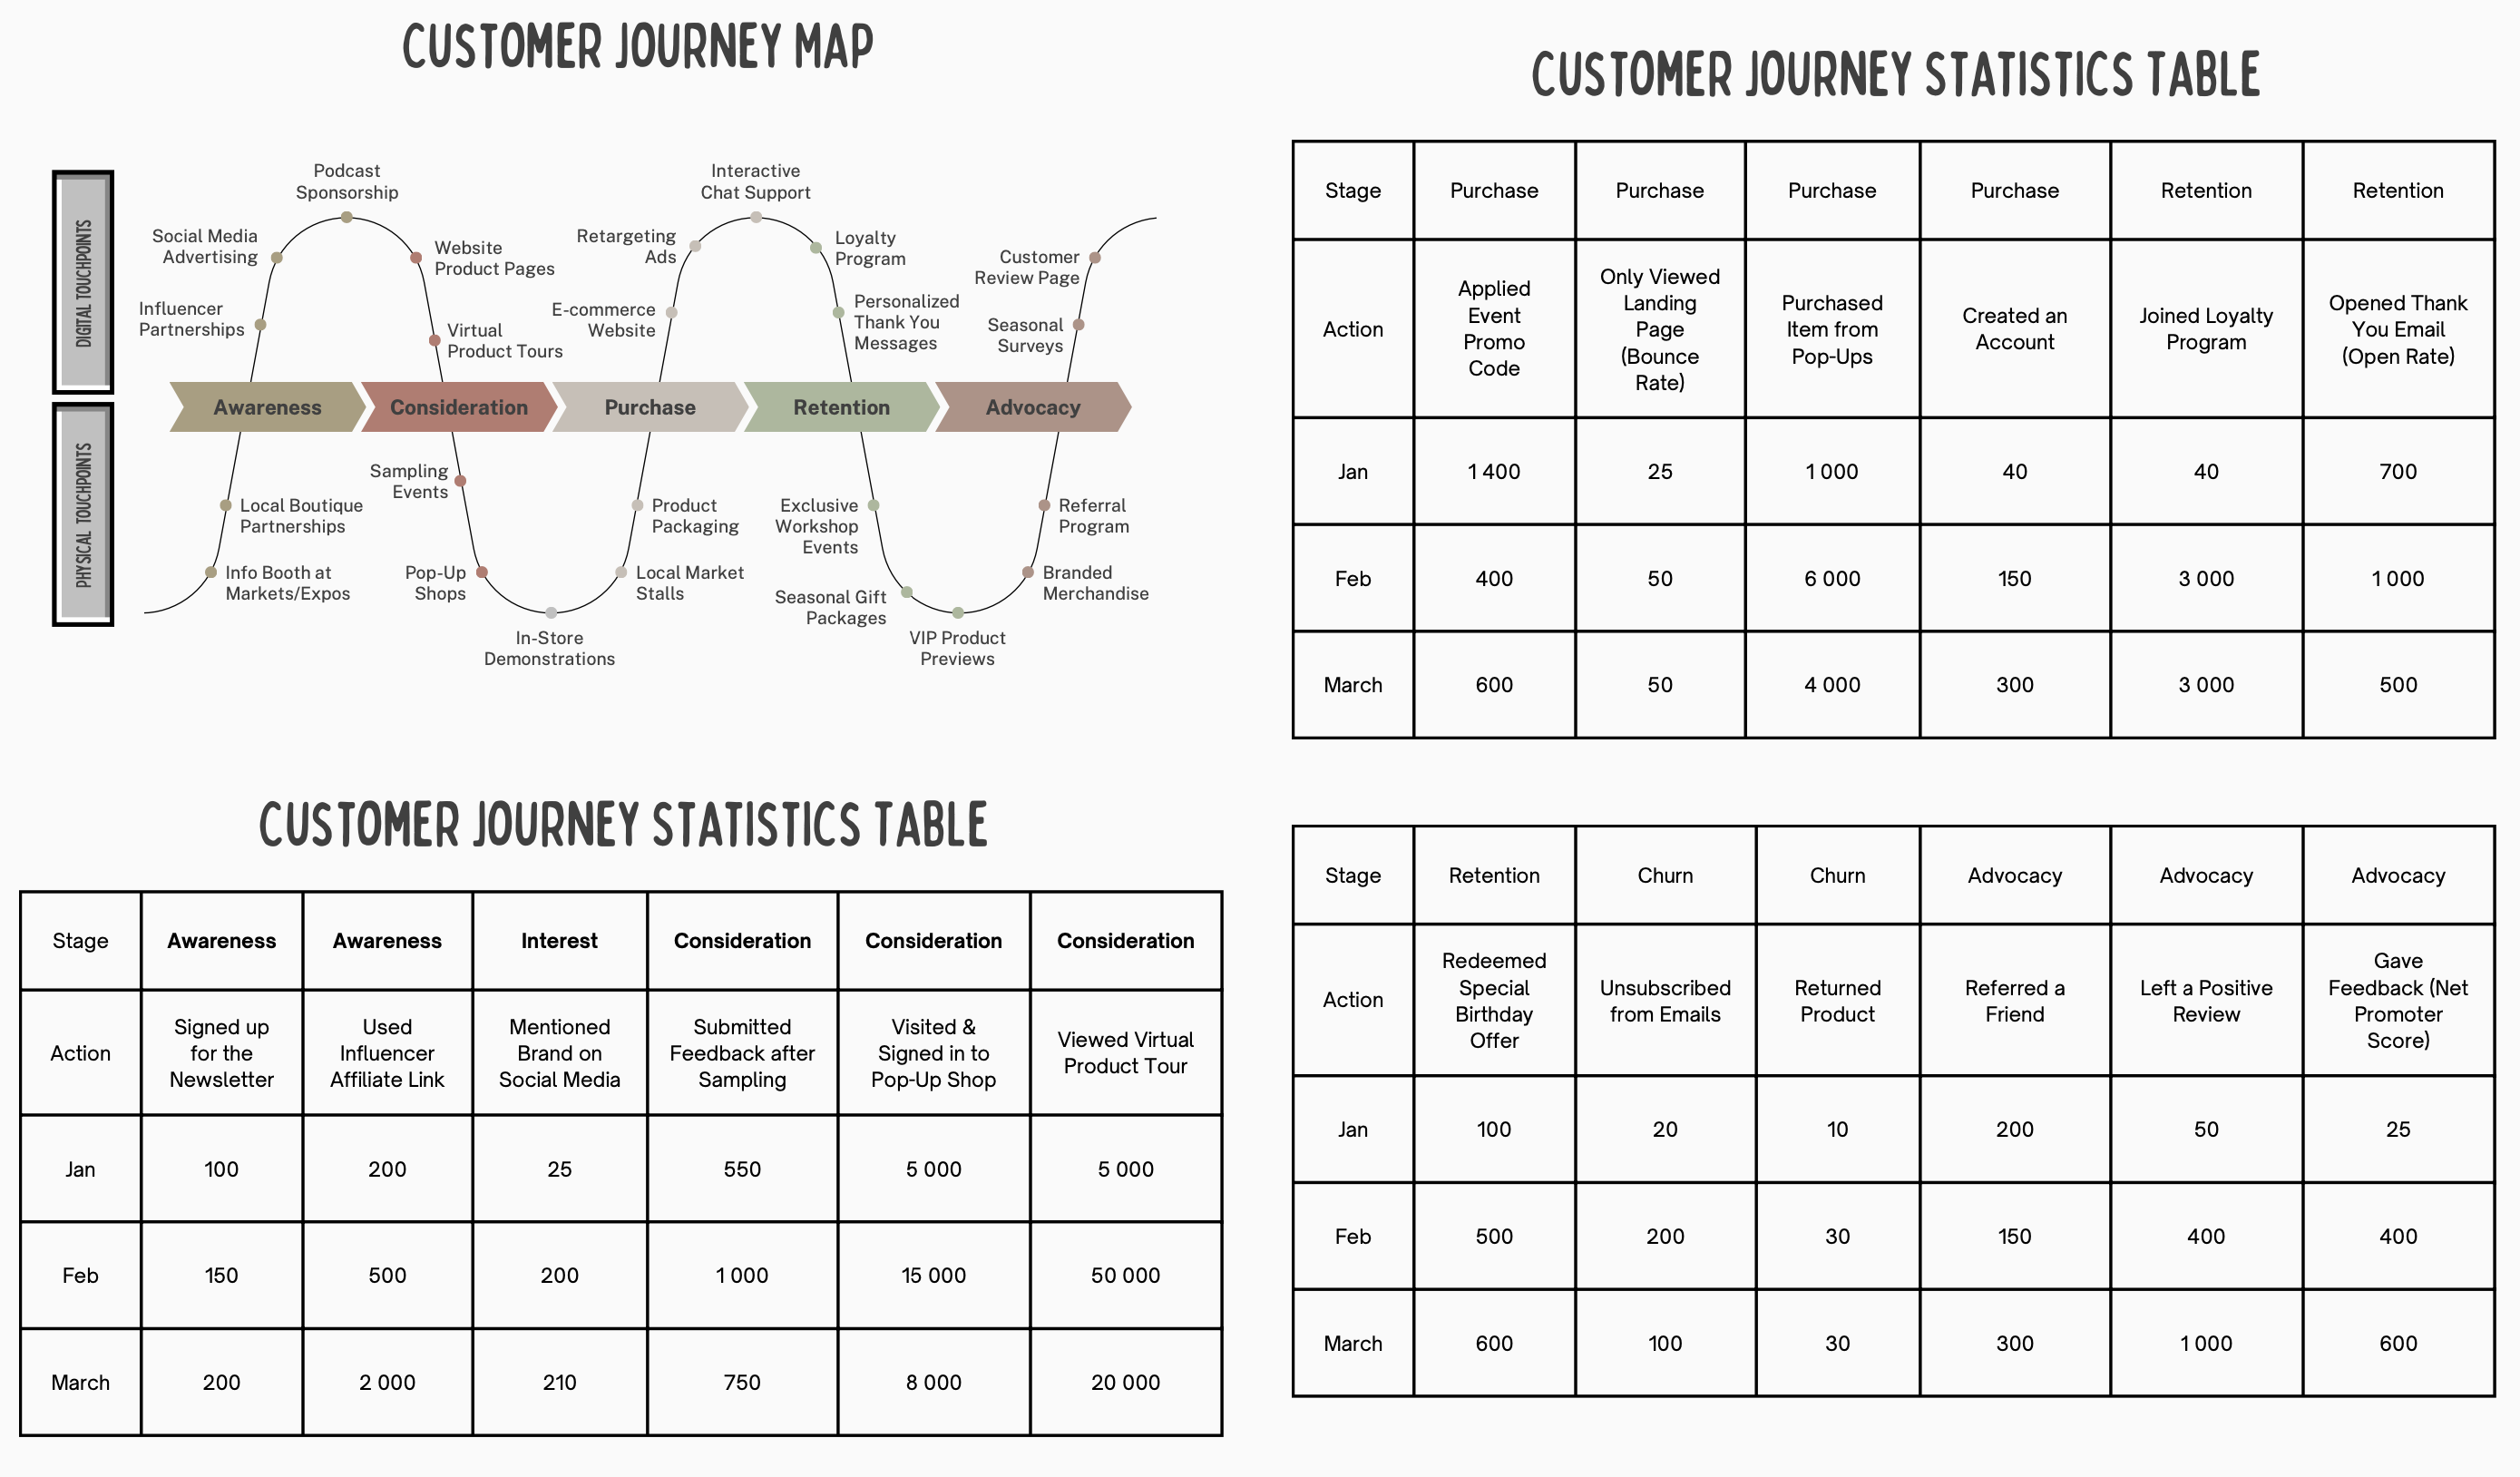 CUSTOMER JOURNEY MAP
DIGITAL TOUCHPOINTS
PHYSICAL TOUCHPOINTS
Podcast
Sponsorship
Social Media
Advertising
Influencer
Partnerships
Website
Product Pages
Virtual
Product Tours
Interactive
Chat Support
Retargeting
Ads
E-commerce
Website
Loyalty
Program
Personalized
Thank You
Messages
Customer
Review Page
Seasonal
Surveys
Awareness
Consideration
Purchase
Retention
Advocacy
Local Boutique
Partnerships
Info Booth at
Markets/Expos
Sampling
Events
Pop-Up
Shops
In-Store
Demonstrations
Product
Packaging
Local Market
Stalls
Exclusive
Workshop
Events
Seasonal Gift
Packages
VIP Product
Previews
Referral
Program
Branded
Merchandise
CUSTOMER JOURNEY STATISTICS TABLE
Stage
Awareness
Awareness
Interest
Consideration
Consideration
Consideration
Action
Signed up
for the
Newsletter
Used
Influencer
Affiliate Link
Mentioned
Brand on
Social Media
Submitted
Feedback after
Sampling
Visited &
Signed in to
Pop-Up Shop
Viewed Virtual
Product Tour
Jan
100
200
25
550
5 000
5 000
Feb
150
500
200
1 000
15 000
50 000
March
200
2 000
210
750
8 000
20 000
CUSTOMER JOURNEY STATISTICS TABLE
Stage
Purchase
Purchase
Purchase
Purchase
Retention
Retention
Action
Applied
Event
Promo
Code
Only Viewed
Landing
Page
(Bounce
Rate)
Purchased
Item from
Pop-Ups
Created an
Account
Joined Loyalty
Program
Opened Thank
You Email
(Open Rate)
Jan
1 400
25
1 000
40
40
700
Feb
400
50
6 000
150
3 000
1 000
March
600
50
4 000
300
3 000
500
Stage
Retention
Churn
Churn
Advocacy
Advocacy
Advocacy
Action
Redeemed
Special
Birthday
Offer
Unsubscribed
from Emails
Returned
Product
Referred a
Friend
Left a Positive
Review
Gave
Feedback (Net
Promoter
Score)
Jan
100
20
10
200
50
25
Feb
500
200
30
150
400
400
March
600
100
30
300
1 000
600